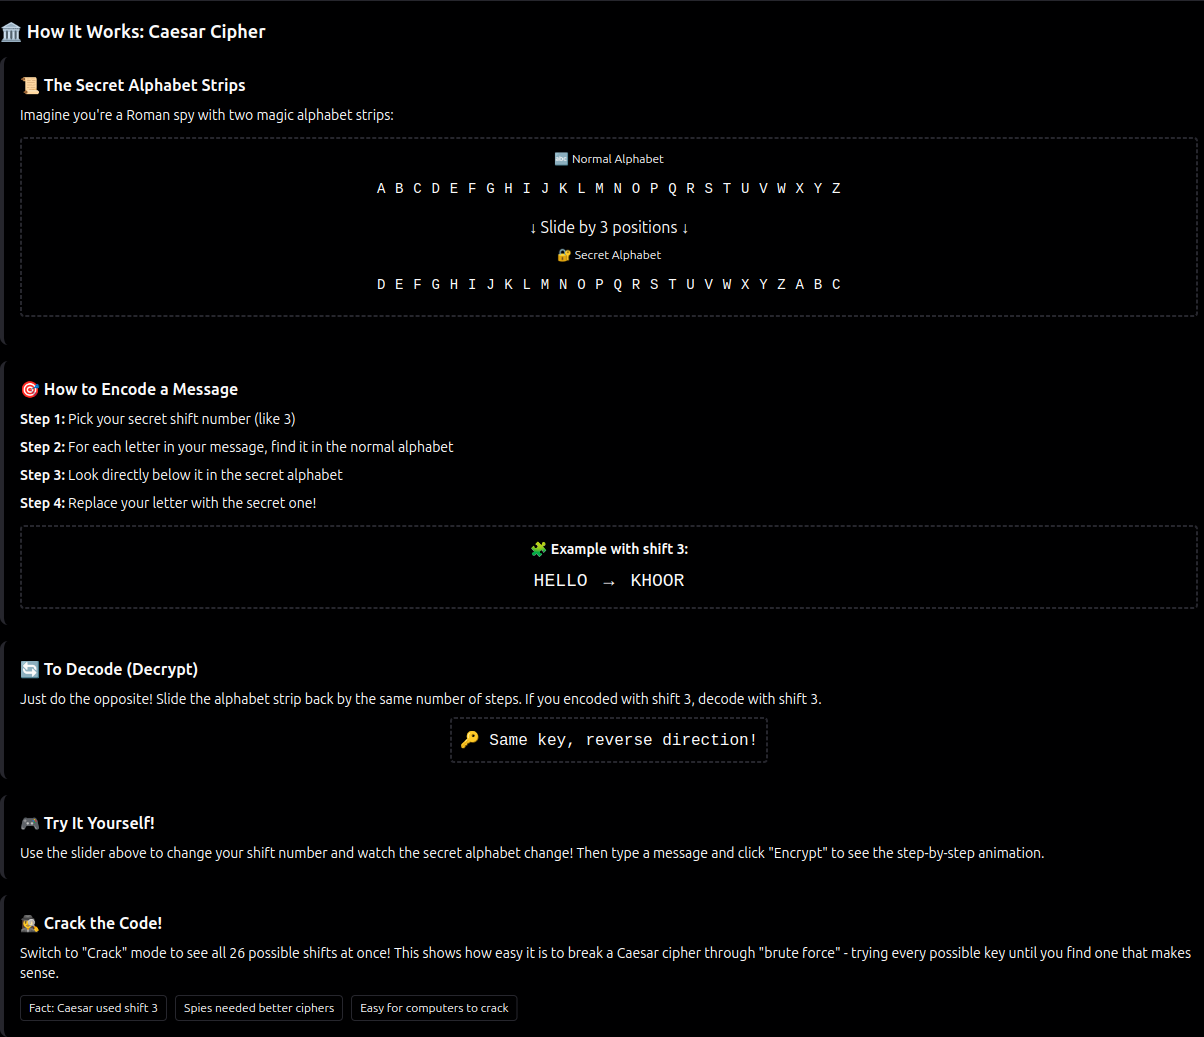 🏛️ How It Works: Caesar Cipher
📜 The Secret Alphabet Strips
Imagine you're a Roman spy with two magic alphabet strips:
🔤 Normal Alphabet
A B C D E F G H I J K L M N O P Q R S T U V W X Y Z
↓ Slide by 3 positions ↓
🔐 Secret Alphabet
D E F G H I J K L M N O P Q R S T U V W X Y Z A B C
🎯 How to Encode a Message
Step 1: Pick your secret shift number (like 3)
Step 2: For each letter in your message, find it in the normal alphabet
Step 3: Look directly below it in the secret alphabet
Step 4: Replace your letter with the secret one!
🧩 Example with shift 3:
HELLO → KHOOR
🔄 To Decode (Decrypt)
Just do the opposite! Slide the alphabet strip back by the same number of steps. If you encoded with shift 3, decode with shift 3.
🔑 Same key, reverse direction!
🎮 Try It Yourself!
Use the slider above to change your shift number and watch the secret alphabet change! Then type a message and click "Encrypt" to see the step-by-step animation.
🕵️ Crack the Code!
Switch to "Crack" mode to see all 26 possible shifts at once! This shows how easy it is to break a Caesar cipher through "brute force" - trying every possible key until you find one that makes
sense.
Fact: Caesar used shift 3
Spies needed better ciphers
Easy for computers to crack